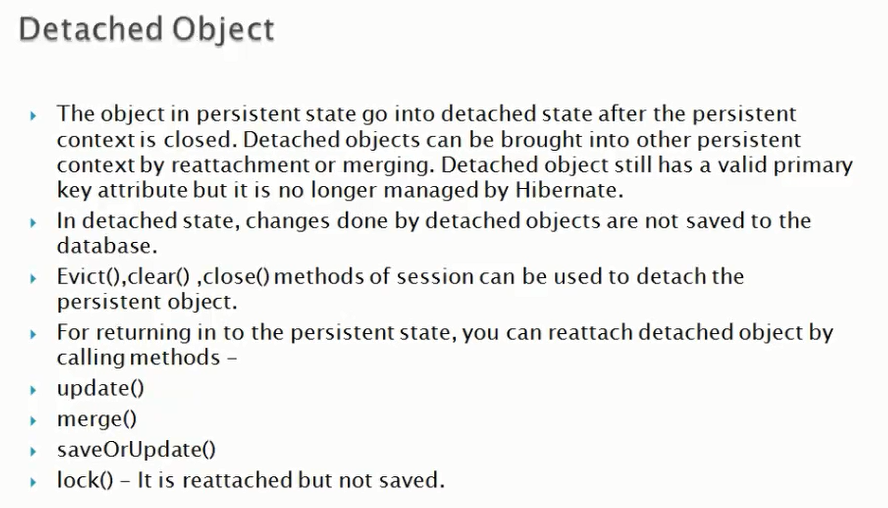 Detached Object
The object in persistent state go into detached state after the persistent
context is closed. Detached objects can be brought into other persistent
context by reattachment or merging. Detached object still has a valid primary
key attribute but it is no longer managed by Hibernate.
In detached state, changes done by detached objects are not saved to the
database.
Evict(),clear() ,close() methods of session can be used to detach the
persistent object.
For returning in to the persistent state, you can reattach detached object by
calling methods –
update()
merge()
saveOrUpdate()
lock() – It is reattached but not saved.